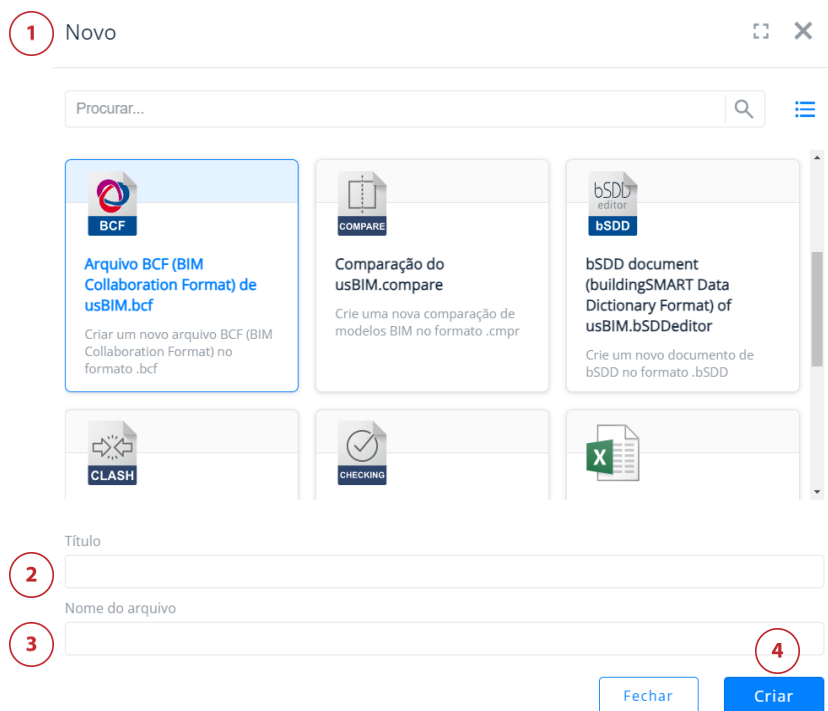 1 Novo
Procurar...
BCF
Arquivo BCF (BIM
Collaboration Format) de
usBIM.bcf
Criar um novo arquivo BCF (BIM
Collaboration Format) no
formato .bcf
COMPARE
Comparação do
usBIM.compare
Crie uma nova comparação de
modelos BIM no formato .cmpr
bSDD
editor
bSDD
bSDD document
(buildingSMART Data
Dictionary Format) of
usBIM.bSDDeditor
Crie um novo documento de
bSDD no formato .bSDD
CLASH
CHECKING
X
Título
2
Nome do arquivo
3
4
Fechar
Criar